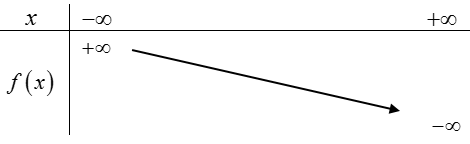 x −∞ +∞
+∞
f(x)
−∞